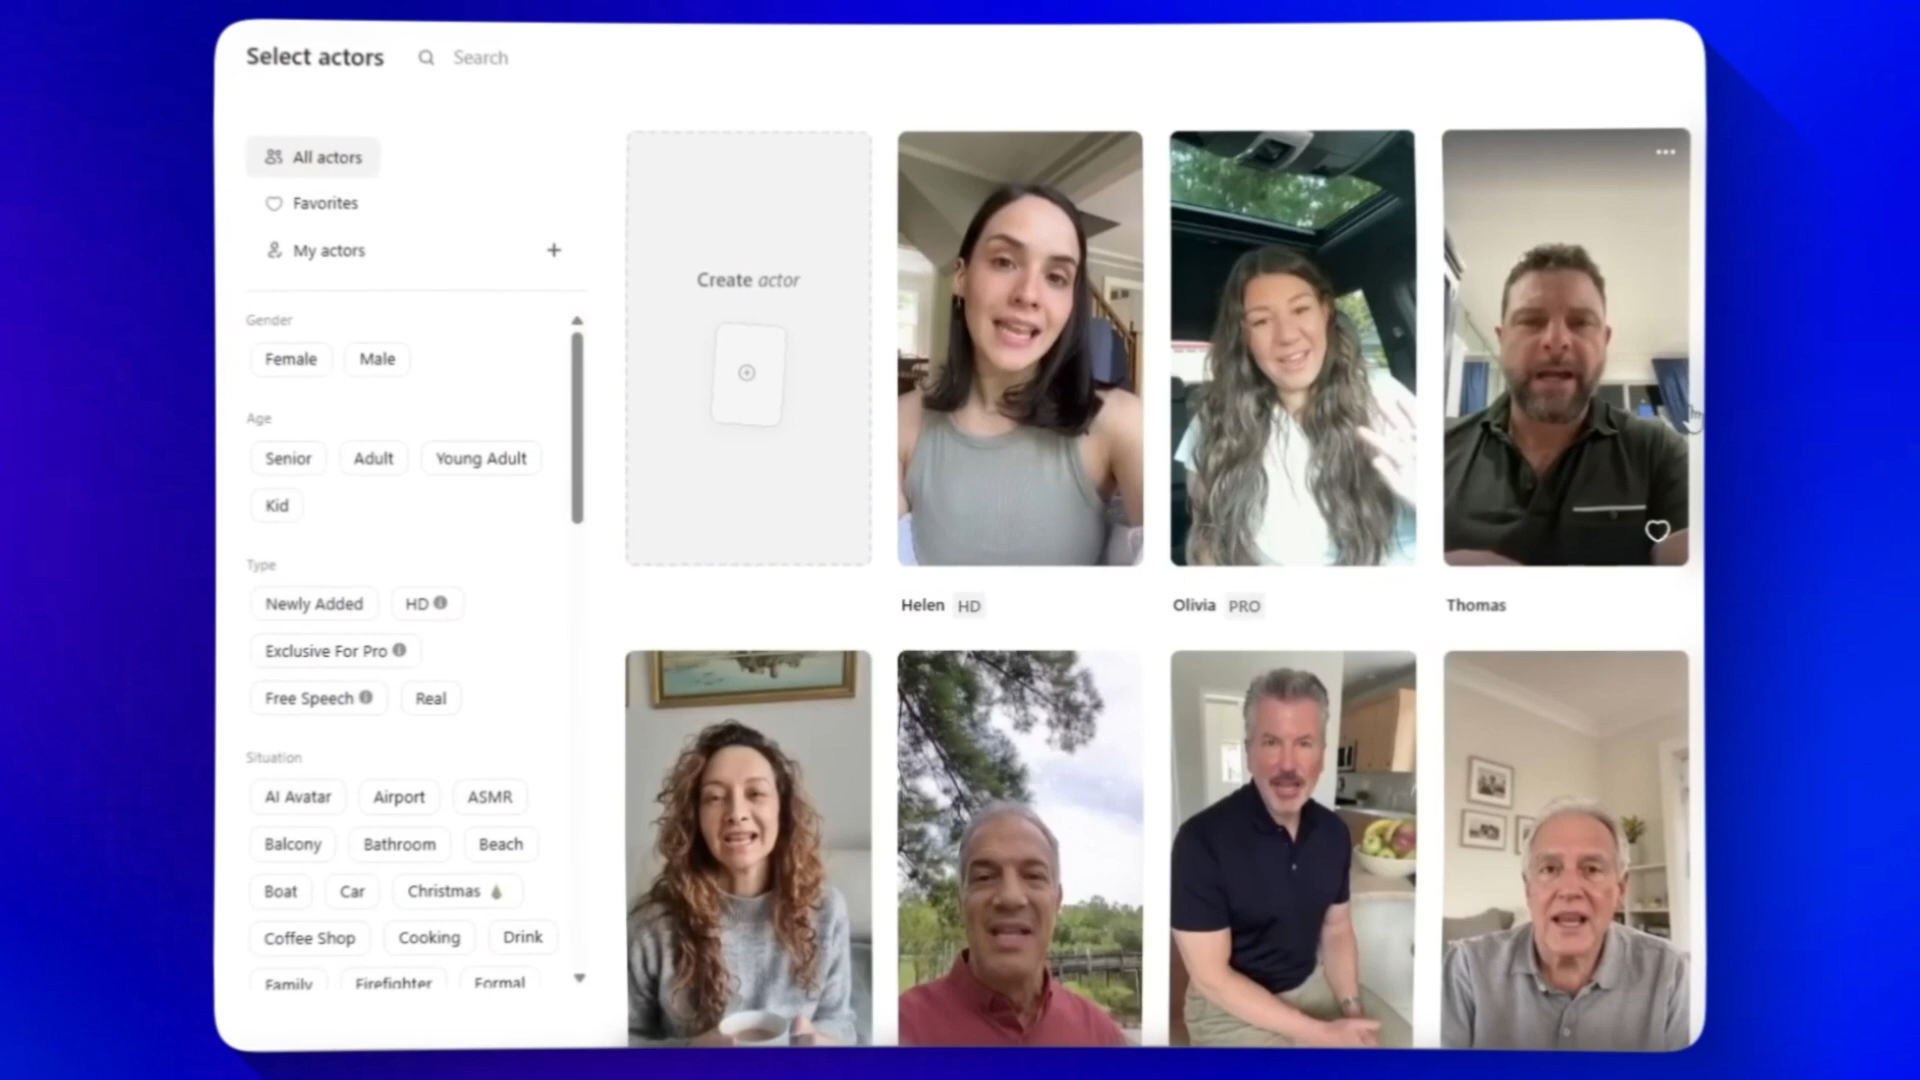 Select actors
Search
All actors
Favorites
My actors
Gender
Female Male
Age
Senior Adult Young Adult
Kid
Type
Newly Added HD
Exclusive For Pro
Free Speech Real
Situation
AI Avatar Airport ASMR
Balcony Bathroom Beach
Boat Car Christmas
Coffee Shop Cooking Drink
Family Firefighter Formal
Create actor
Helen HD
Olivia PRO
Thomas